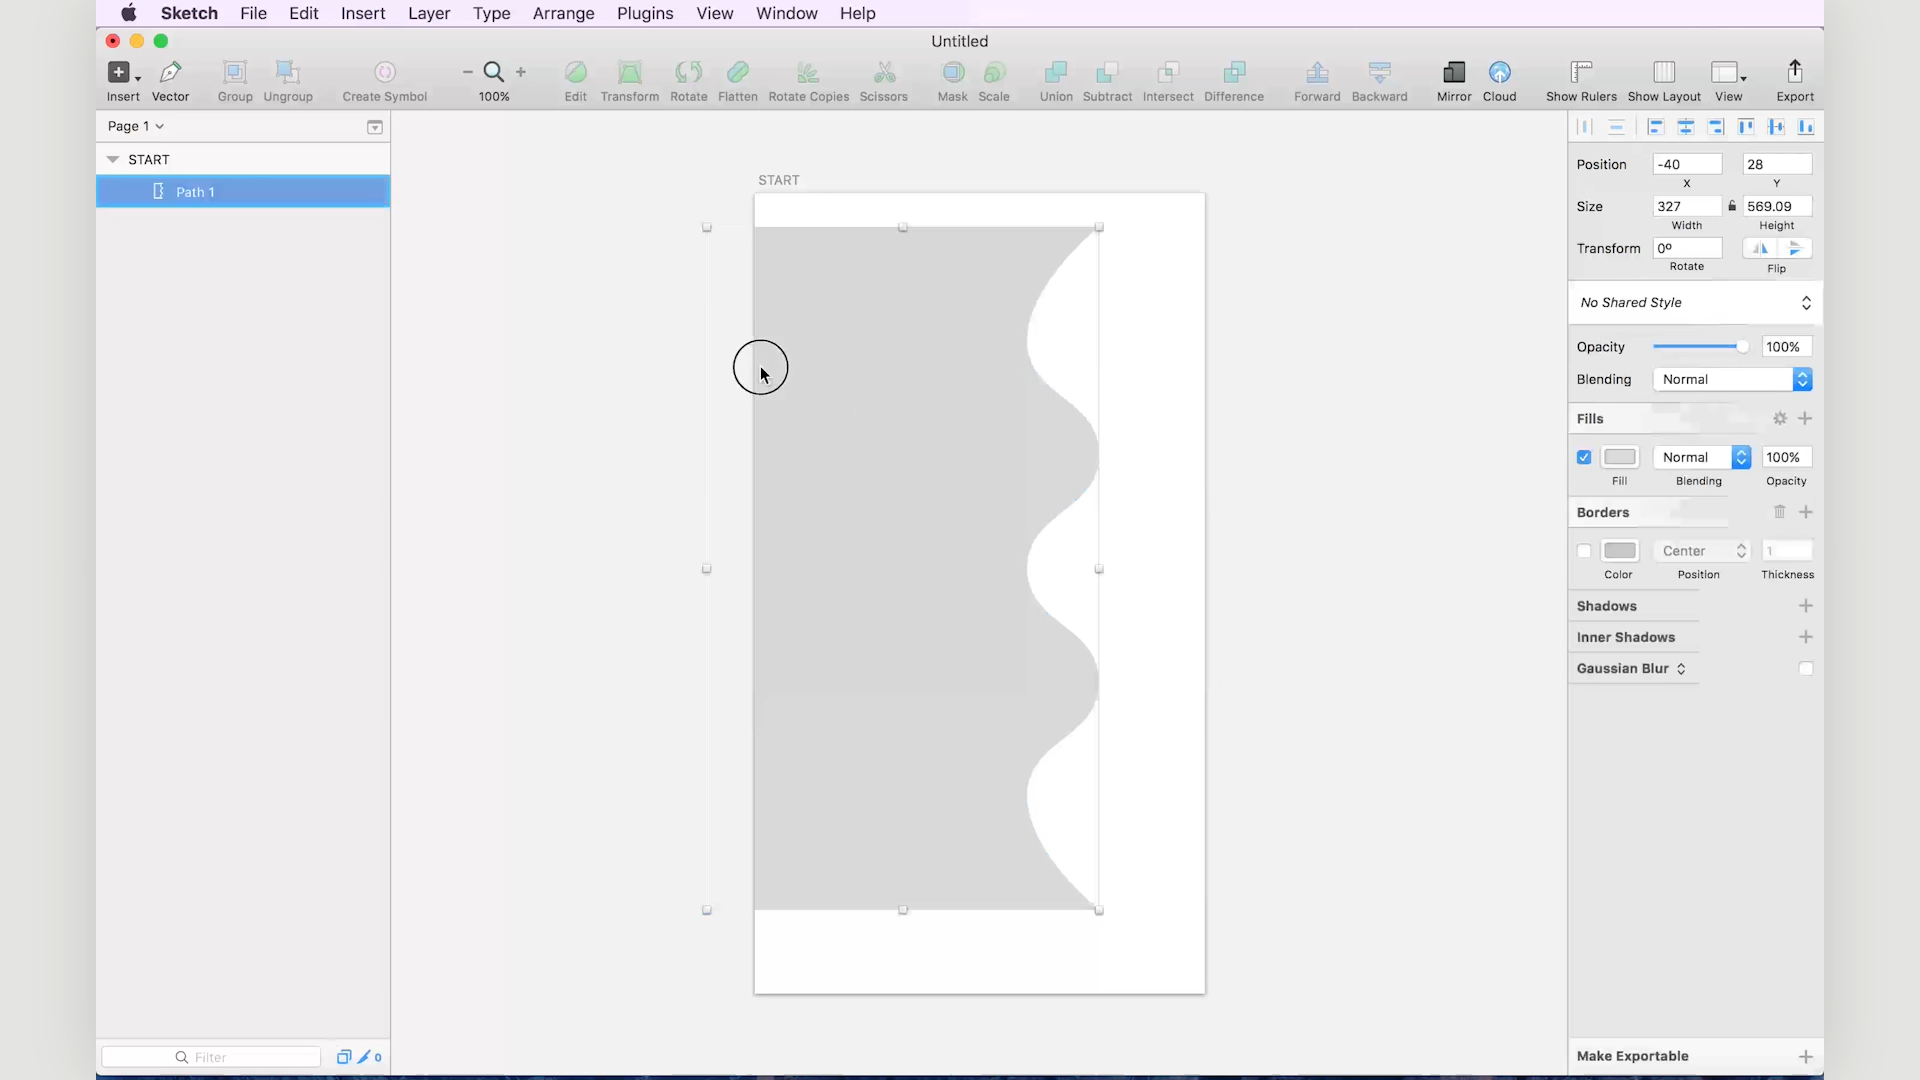 Sketch File Edit Insert Layer Type Arrange Plugins View Window Help
Untitled
Insert Vector Group Ungroup Create Symbol 100% Edit Transform Rotate Flatten Rotate Copies Scissors Mask Scale Union Subtract Intersect Difference Forward Backward Mirror Cloud Show Rulers Show Layout View Export
Page 1
START
Path 1
START
Position -40 28
X Y
Size 327 569.09
Width Height
Transform 0º
Rotate Flip
No Shared Style
Opacity 100%
Blending Normal
Fills
Normal 100%
Fill Blending Opacity
Borders
Center 1
Color Position Thickness
Shadows
Inner Shadows
Gaussian Blur
Filter 0
Make Exportable